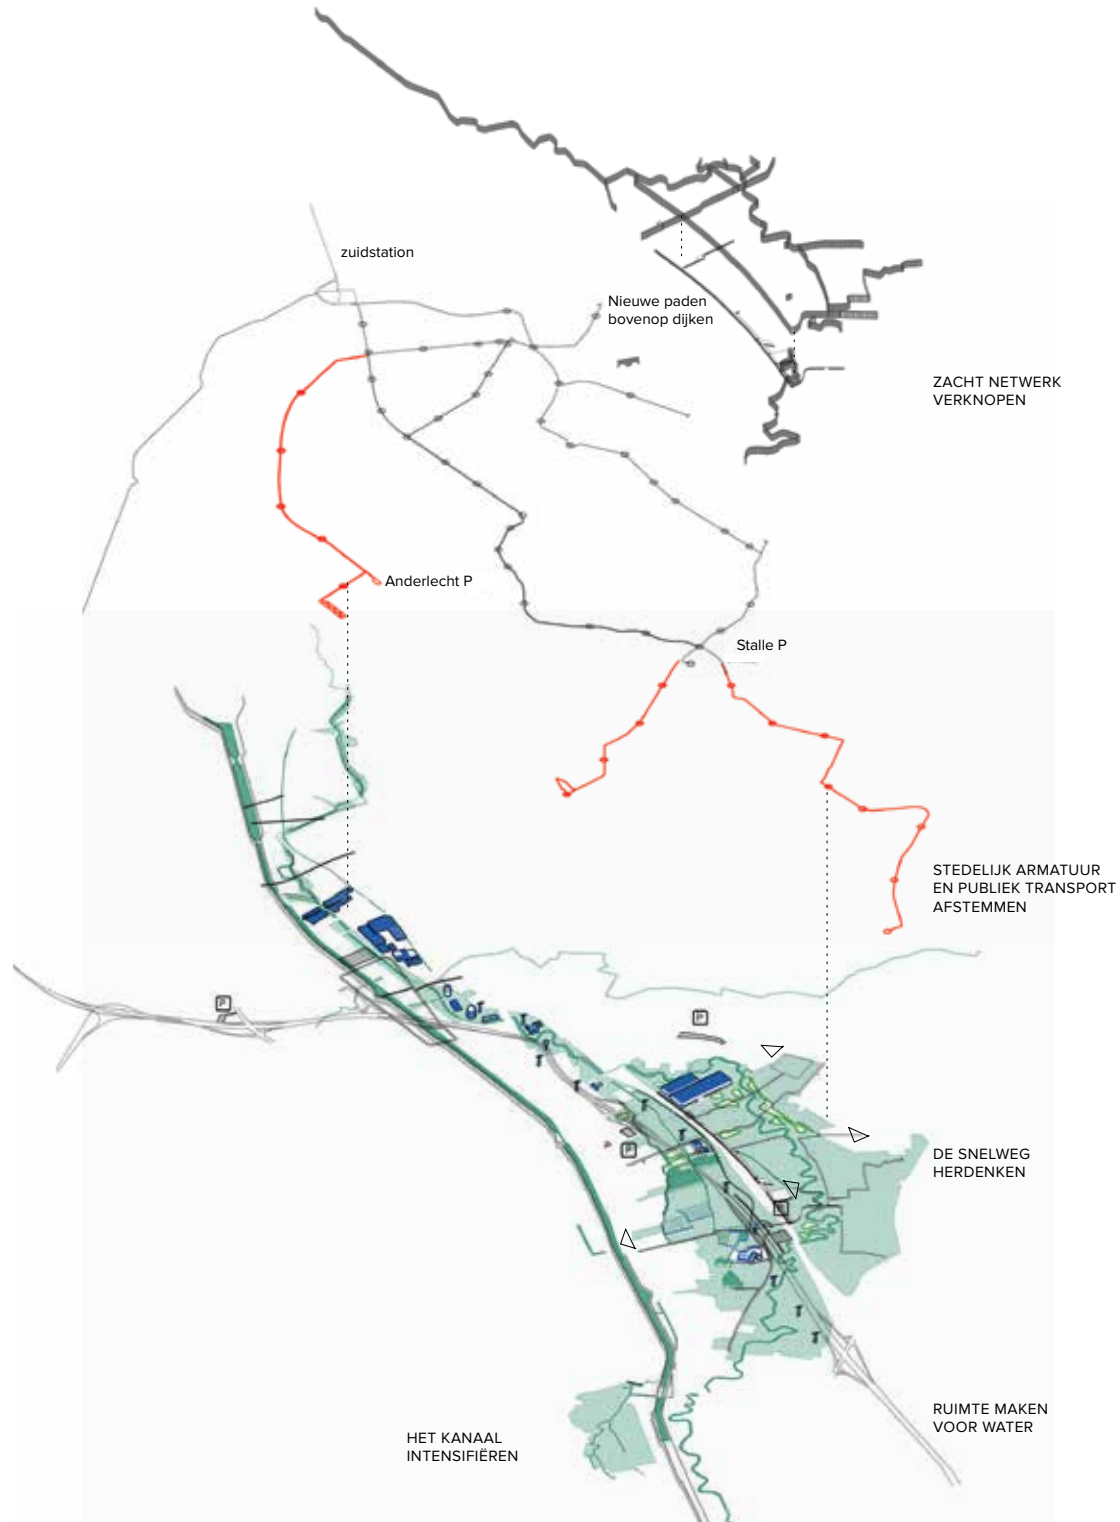 zuidstation
Nieuwe paden
bovenop dijken
ZACHT NETWERK
VERKNOPEN
Anderlecht P
Stalle P
STEDELIJK ARMATUUR
EN PUBLIEK TRANSPORT
AFSTEMMEN
P
P
P
DE SNELWEG
HERDENKEN
RUIMTE MAKEN
VOOR WATER
HET KANAAL
INTENSIFIËREN